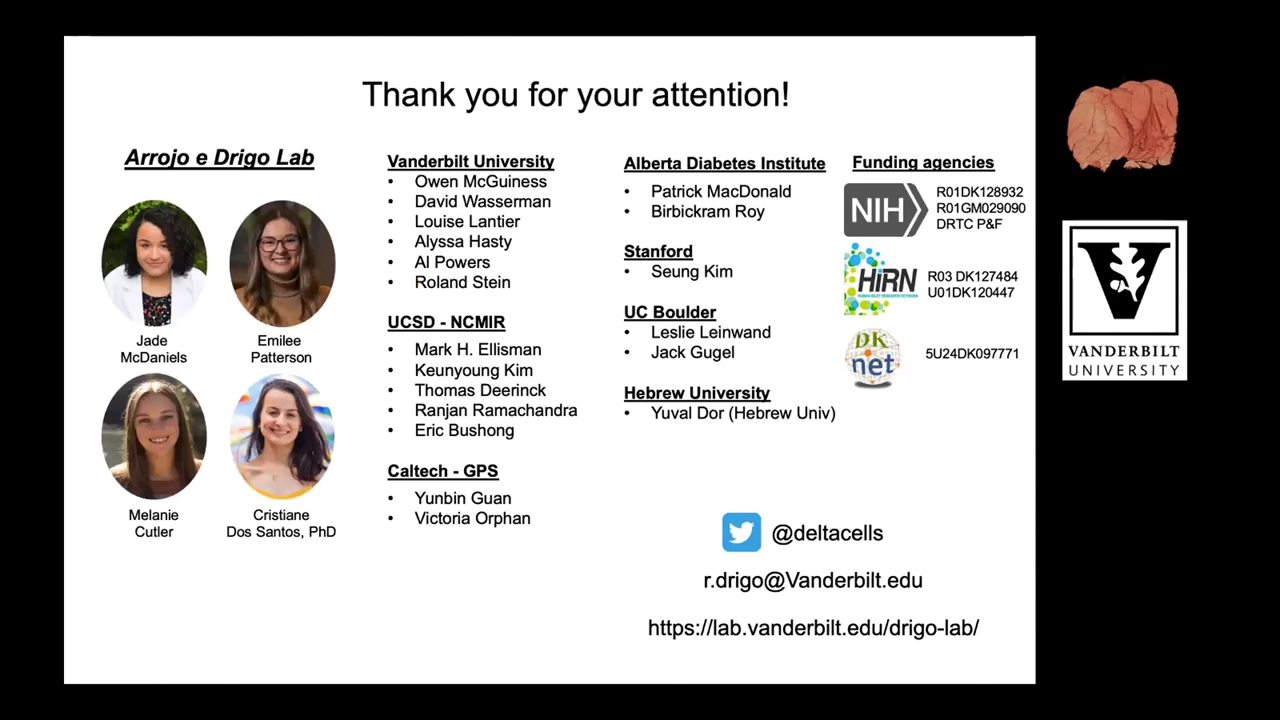 Thank you for your attention!
Arrojo e Drigo Lab
Jade
McDaniels
Emilee
Patterson
Melanie
Cutler
Cristiane
Dos Santos, PhD
Vanderbilt University
• Owen McGuiness
• David Wasserman
• Louise Lantier
• Alyssa Hasty
• Al Powers
• Roland Stein
UCSD - NCMIR
• Mark H. Ellisman
• Keunyoung Kim
• Thomas Deerinck
• Ranjan Ramachandra
• Eric Bushong
Caltech - GPS
• Yunbin Guan
• Victoria Orphan
Alberta Diabetes Institute
• Patrick MacDonald
• Birbickram Roy
Stanford
• Seung Kim
UC Boulder
• Leslie Leinwand
• Jack Gugel
Hebrew University
• Yuval Dor (Hebrew Univ)
Funding agencies
NIH
R01DK128932
R01GM029090
DRTC P&F
HIRN
HUMAN ISLET RESEARCH NETWORK
R03 DK127484
U01DK120447
DK
net
5U24DK097771
@deltacells
r.drigo@Vanderbilt.edu
https://lab.vanderbilt.edu/drigo-lab/
V
VANDERBILT
UNIVERSITY